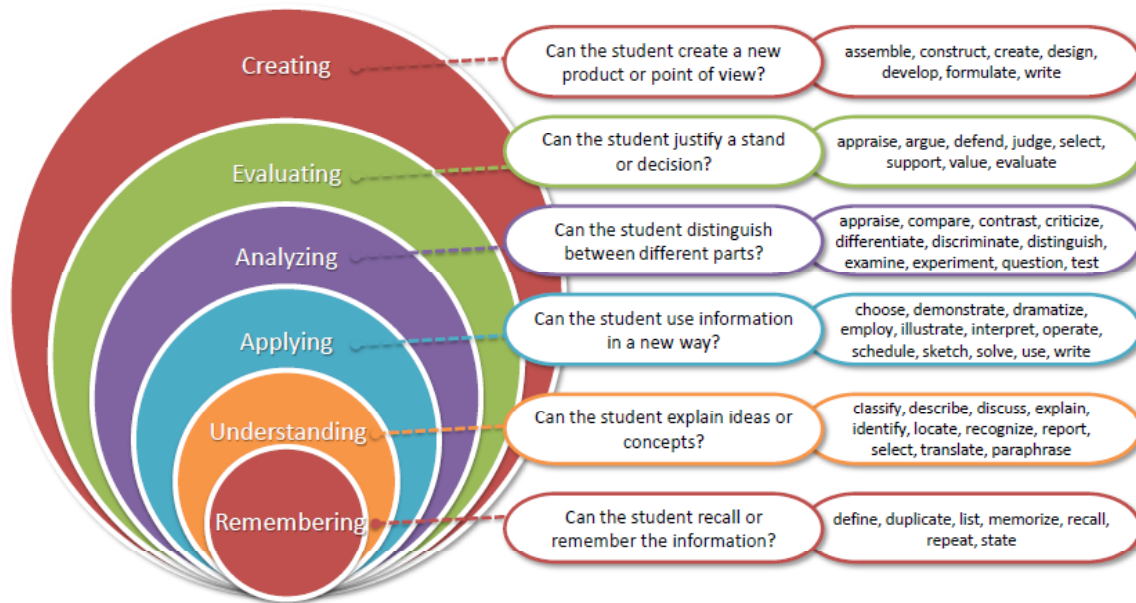 Creating
Can the student create a new
product or point of view?
assemble, construct, create, design,
develop, formulate, write
Evaluating
Can the student justify a stand
or decision?
appraise, argue, defend, judge, select,
support, value, evaluate
Analyzing
Can the student distinguish
between different parts?
appraise, compare, contrast, criticize,
differentiate, discriminate, distinguish,
examine, experiment, question, test
Applying
Can the student use information
in a new way?
choose, demonstrate, dramatize,
employ, illustrate, interpret, operate,
schedule, sketch, solve, use, write
Understanding
Can the student explain ideas or
concepts?
classify, describe, discuss, explain,
identify, locate, recognize, report,
select, translate, paraphrase
Remembering
Can the student recall or
remember the information?
define, duplicate, list, memorize, recall,
repeat, state